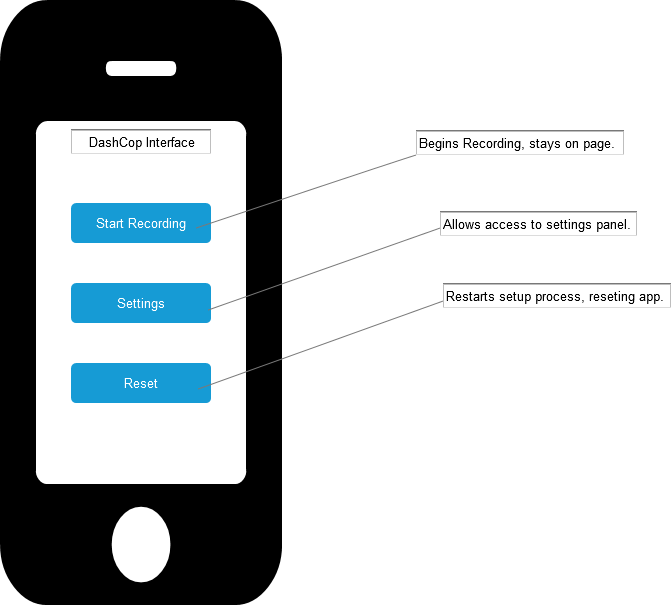 DashCop Interface
Begins Recording, stays on page.
Start Recording
Allows access to settings panel.
Settings
Restarts setup process, reseting app.
Reset